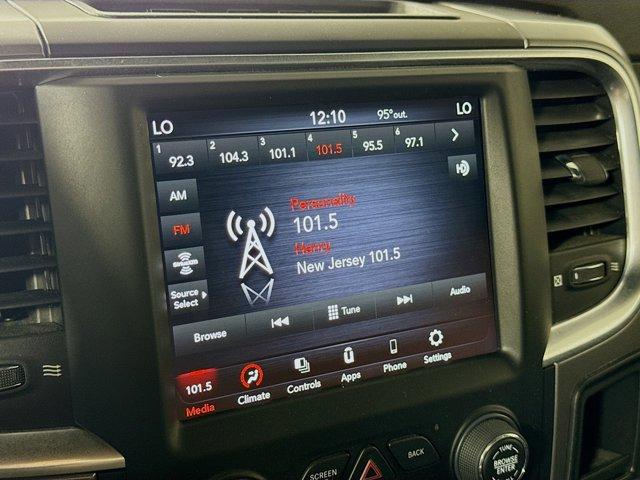 LO 12:10 95° out. LO
1 92.3 2 104.3 3 101.1 4 101.5 5 95.5 6 97.1
AM
HD
FM
Personality
101.5
SiriusXM
Henry
New Jersey 101.5
Source Select
Browse Tune Audio
101.5 Media Climate Controls Apps Phone Settings
SCREEN
BACK
TUNE
BROWSE
ENTER